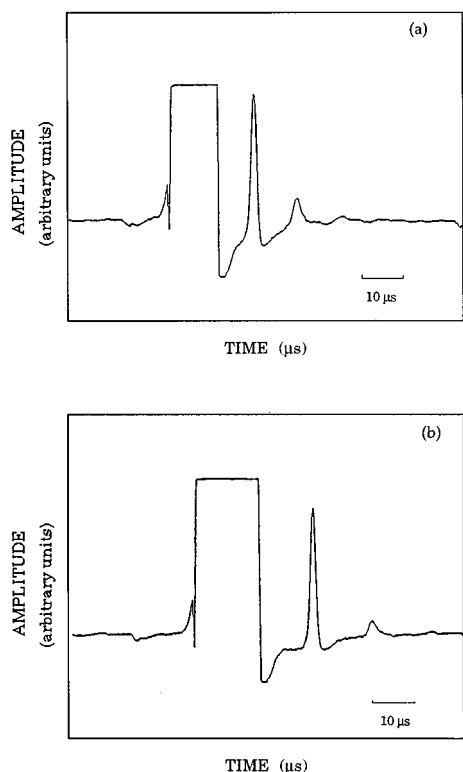 (a)
AMPLITUDE
(arbitrary units)
10 µs
TIME (µs)
(b)
AMPLITUDE
(arbitrary units)
10 µs
TIME (µs)